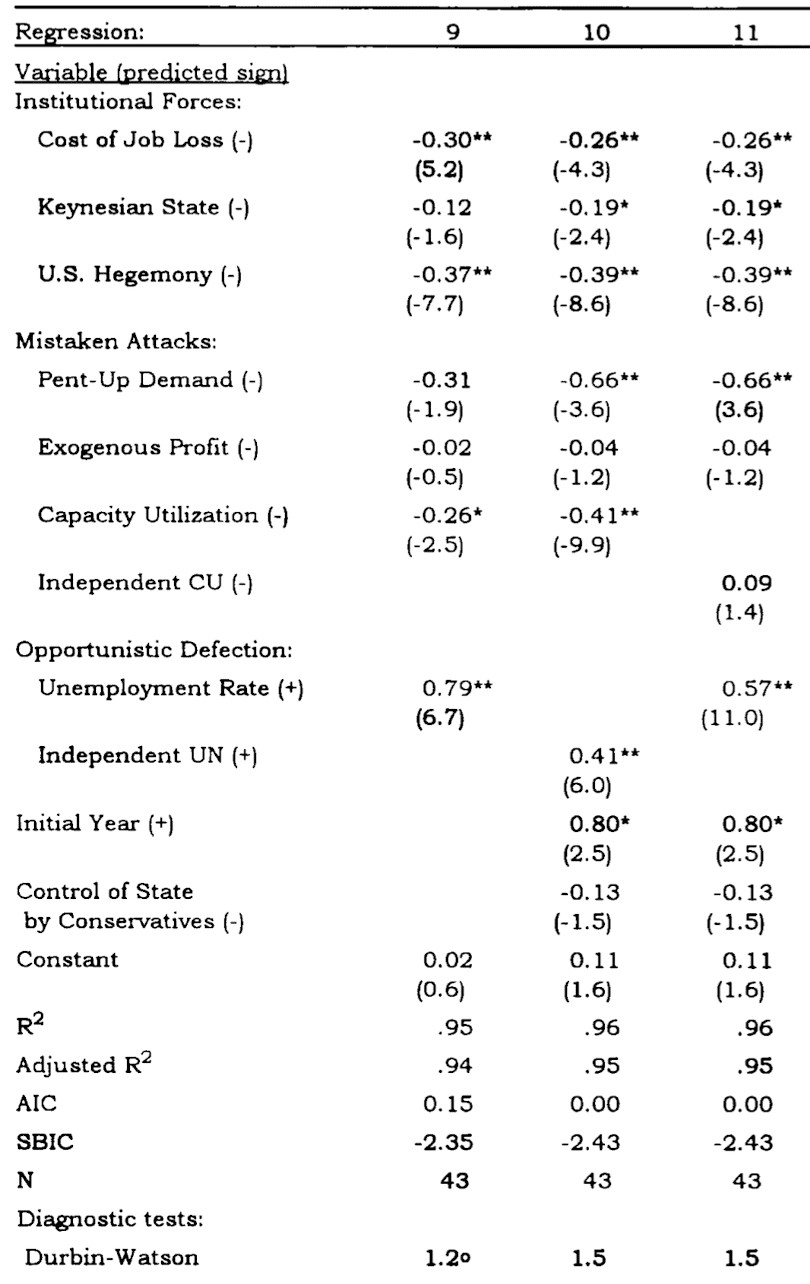 Regression: 9 10 11
Variable (predicted sign)
Institutional Forces:
Cost of Job Loss (-) -0.30** -0.26** -0.26**
(5.2) (-4.3) (-4.3)
Keynesian State (-) -0.12 -0.19* -0.19*
(-1.6) (-2.4) (-2.4)
U.S. Hegemony (-) -0.37** -0.39** -0.39**
(-7.7) (-8.6) (-8.6)
Mistaken Attacks:
Pent-Up Demand (-) -0.31 -0.66** -0.66**
(-1.9) (-3.6) (3.6)
Exogenous Profit (-) -0.02 -0.04 -0.04
(-0.5) (-1.2) (-1.2)
Capacity Utilization (-) -0.26* -0.41**
(-2.5) (-9.9)
Independent CU (-) 0.09
(1.4)
Opportunistic Defection:
Unemployment Rate (+) 0.79** 0.57**
(6.7) (11.0)
Independent UN (+) 0.41**
(6.0)
Initial Year (+) 0.80* 0.80*
(2.5) (2.5)
Control of State -0.13 -0.13
by Conservatives (-) (-1.5) (-1.5)
Constant 0.02 0.11 0.11
(0.6) (1.6) (1.6)
R² .95 .96 .96
Adjusted R² .94 .95 .95
AIC 0.15 0.00 0.00
SBIC -2.35 -2.43 -2.43
N 43 43 43
Diagnostic tests:
Durbin-Watson 1.2° 1.5 1.5